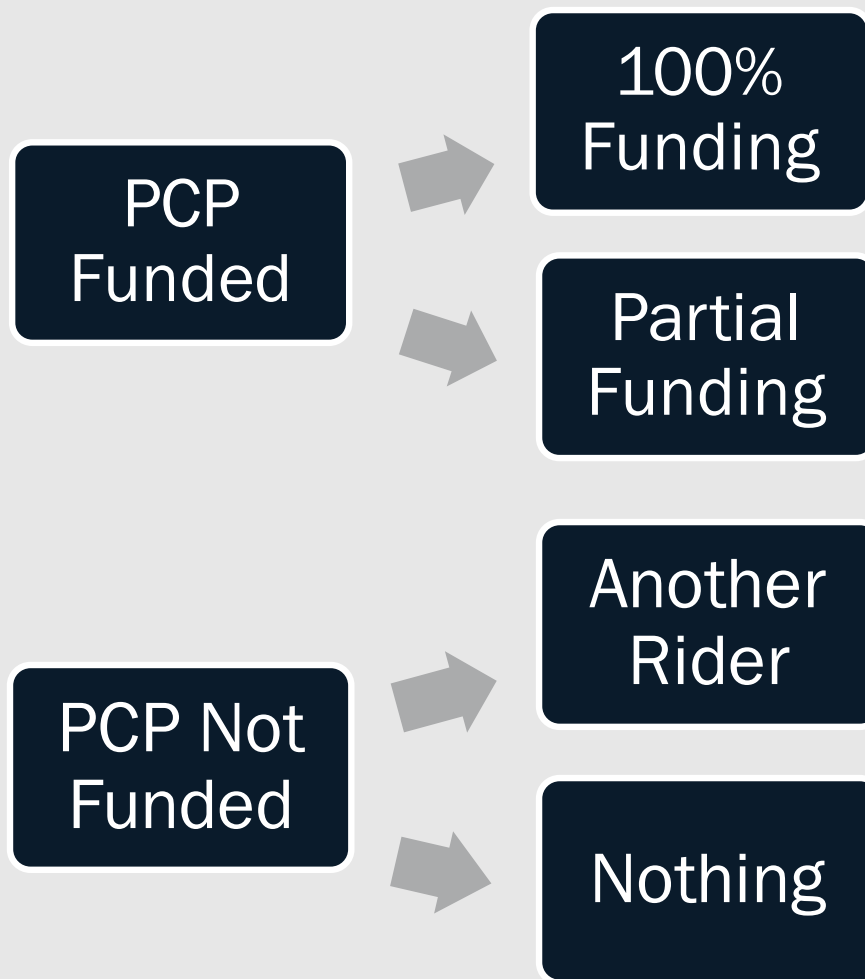 PCP
Funded
100%
Funding
Partial
Funding
PCP Not
Funded
Another
Rider
Nothing